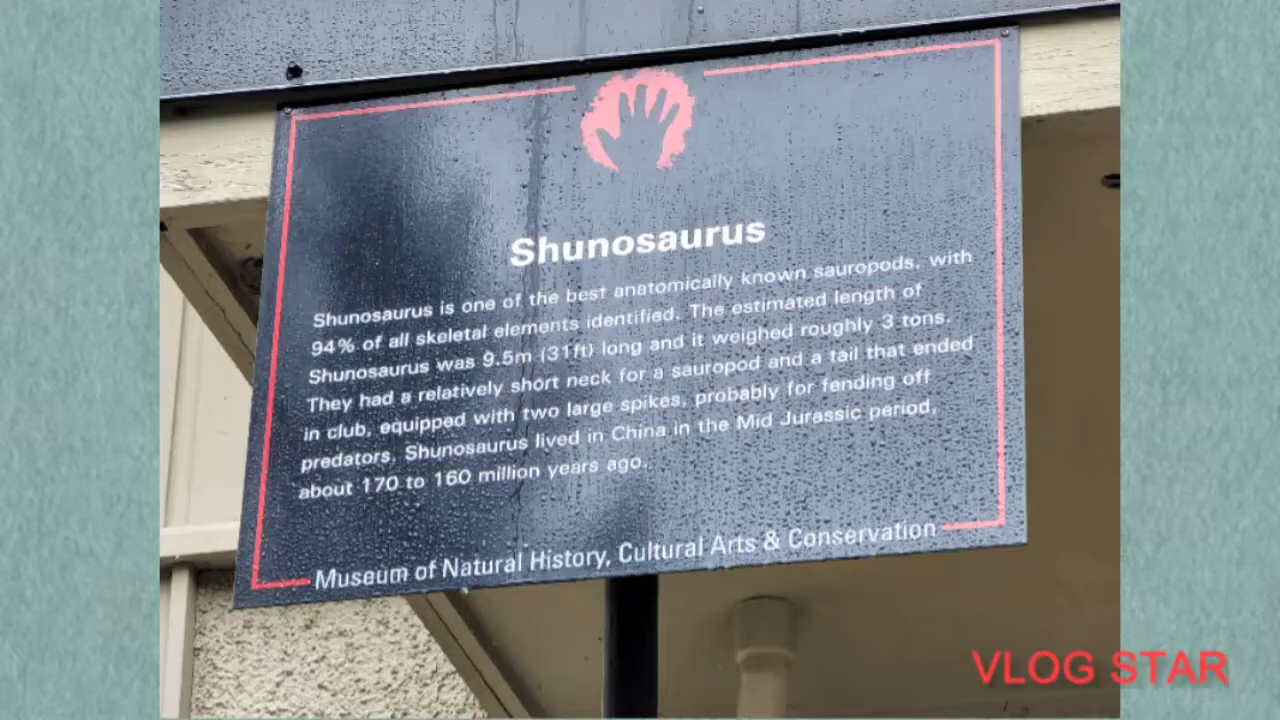 Shunosaurus
Shunosaurus is one of the best anatomically known sauropods, with
94% of all skeletal elements identified. The estimated length of
Shunosaurus was 9.5m (31ft) long and it weighed roughly 3 tons.
They had a relatively short neck for a sauropod and a tail that ended
in club, equipped with two large spikes, probably for fending off
predators. Shunosaurus lived in China in the Mid Jurassic period,
about 170 to 160 million years ago.
Museum of Natural History, Cultural Arts & Conservation
VLOG STAR